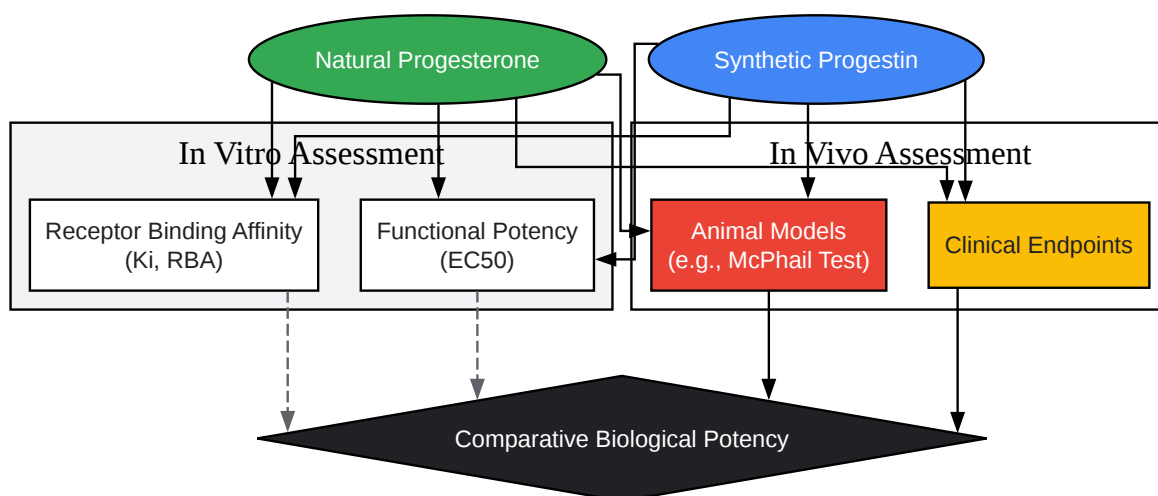 Natural Progesterone
Synthetic Progestin
In Vitro Assessment
In Vivo Assessment
Receptor Binding Affinity
(Ki, RBA)
Functional Potency
(EC50)
Animal Models
(e.g., McPhail Test)
Clinical Endpoints
Comparative Biological Potency